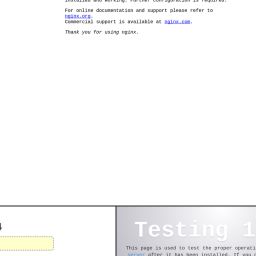 installed and working. Further configuration is required.
For online documentation and support please refer to
nginx.org.
Commercial support is available at nginx.com.
Thank you for using nginx.
Testing 1
This page is used to test the proper operati
server after it has been installed. If you c